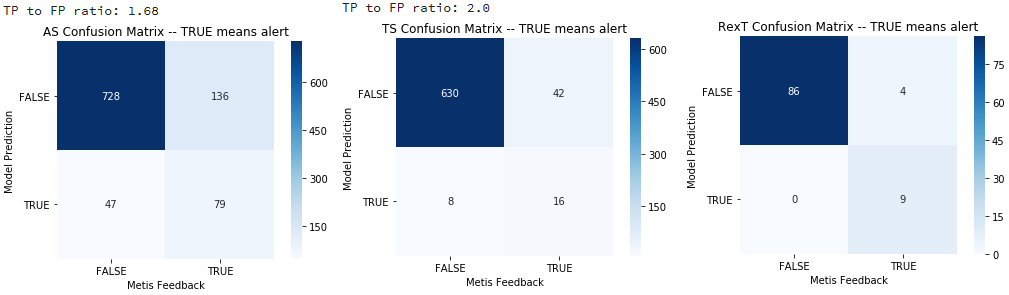 TP to FP ratio: 1.68
AS Confusion Matrix -- TRUE means alert
Model Prediction
FALSE
TRUE
728
136
47
79
FALSE
TRUE
Metis Feedback
600
450
300
150
TP to FP ratio: 2.0
TS Confusion Matrix -- TRUE means alert
Model Prediction
FALSE
TRUE
630
42
8
16
FALSE
TRUE
Metis Feedback
600
450
300
150
RexT Confusion Matrix -- TRUE means alert
Model Prediction
FALSE
TRUE
86
4
0
9
FALSE
TRUE
Metis Feedback
75
60
45
30
15
0